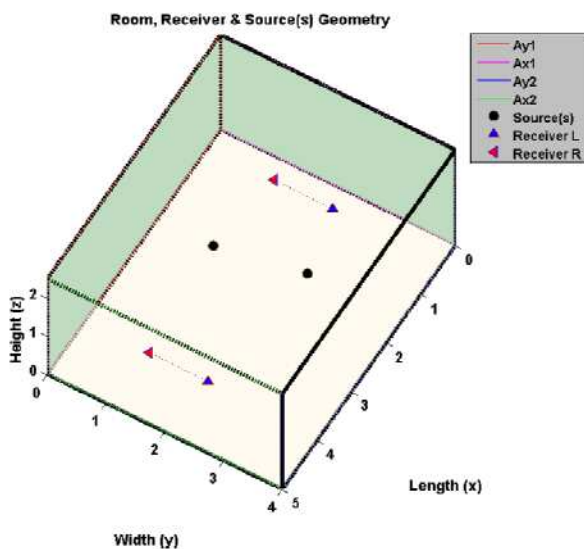 Room, Receiver & Source(s) Geometry
Ay1
Ax1
Ay2
Ax2
Source(s)
Receiver L
Receiver R
Height (z)
2
1
0
0
1
2
3
4
Width (y)
0
1
2
3
4
5
Length (x)